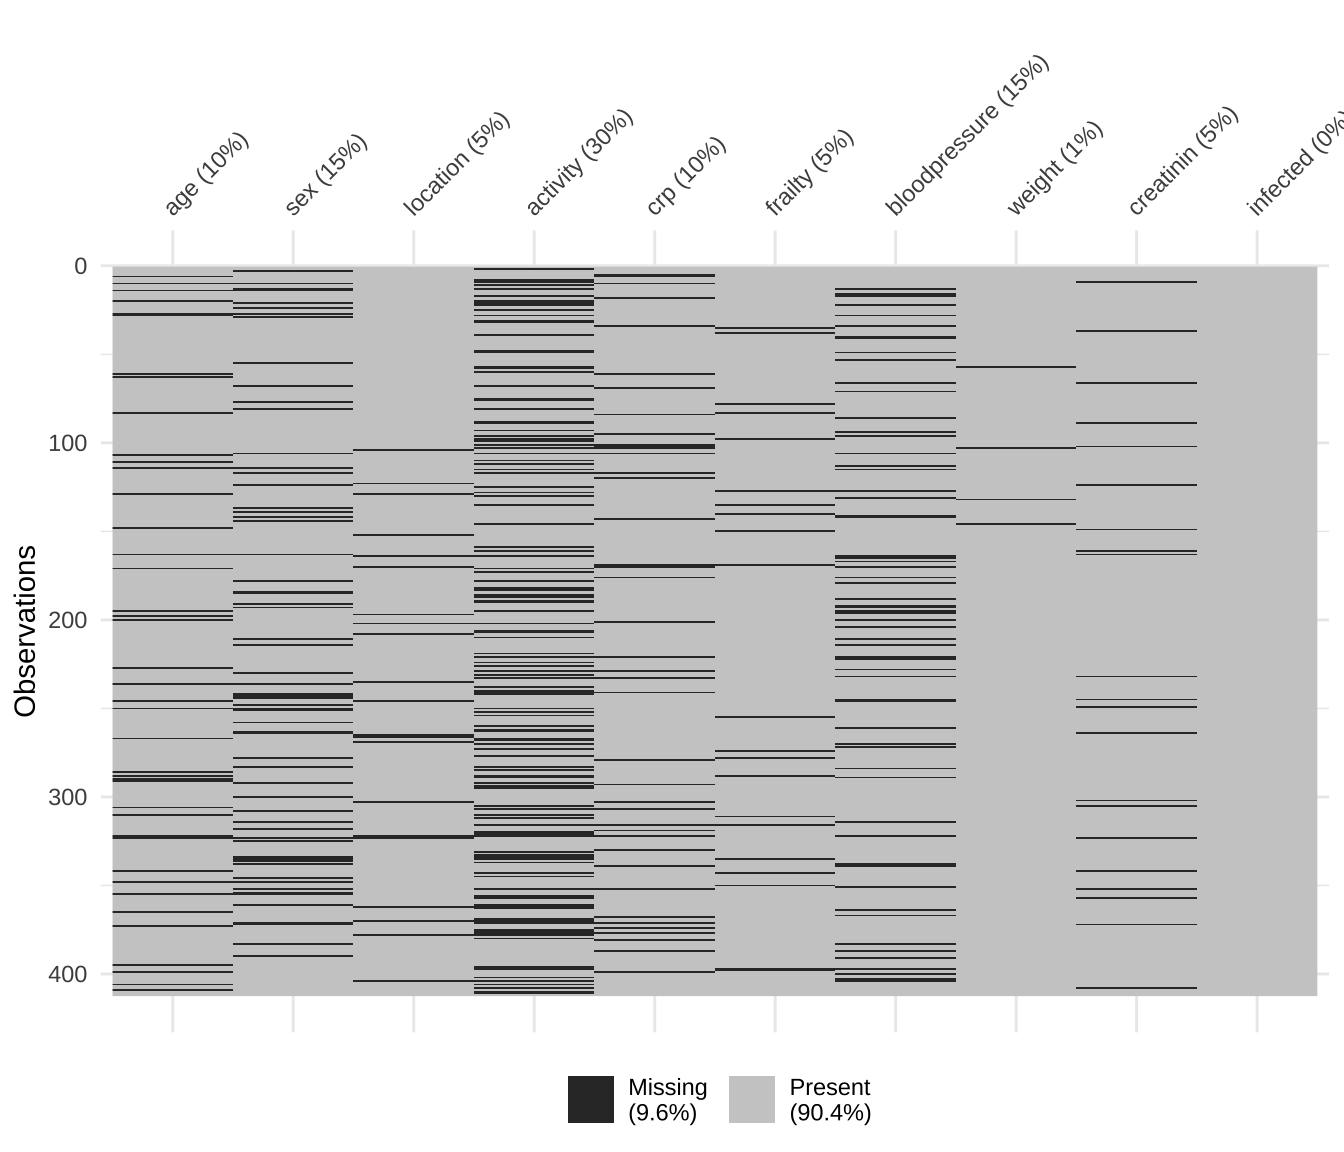 age (10%)
sex (15%)
location (5%)
activity (30%)
crp (10%)
frailty (5%)
bloodpressure (15%)
weight (1%)
creatinin (5%)
infected (0%
0
100
200
300
400
Observations
Missing
(9.6%)
Present
(90.4%)